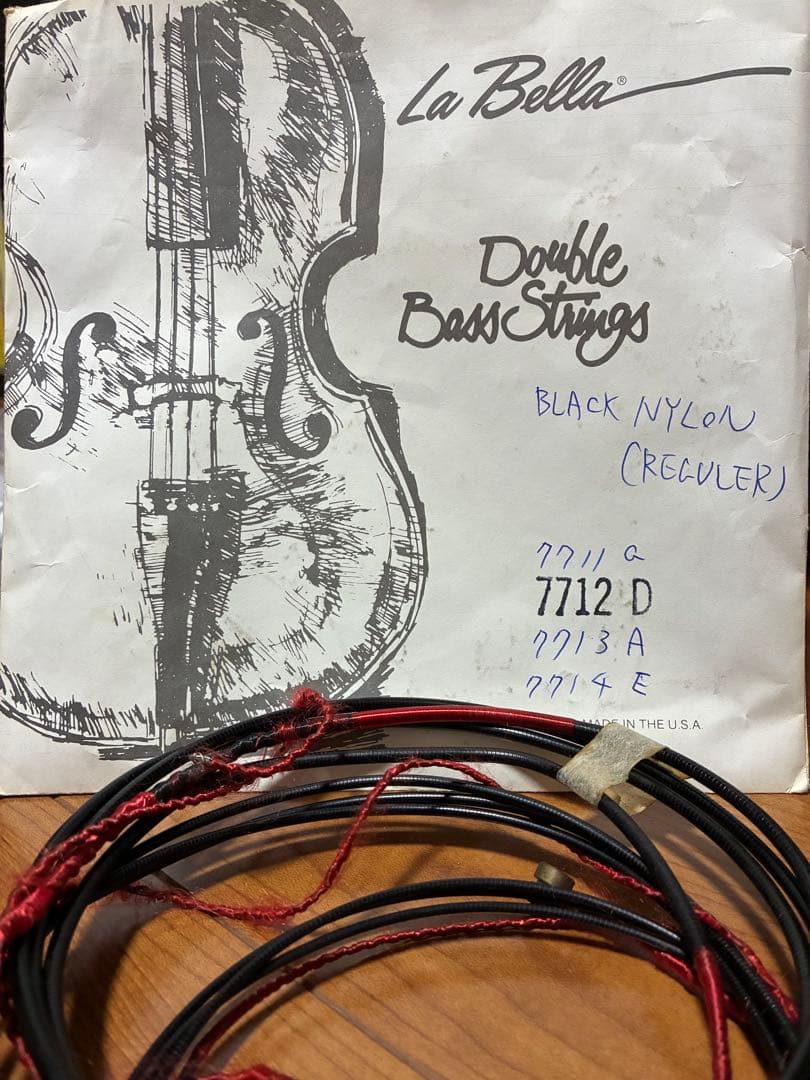 La Bella®
Double
Bass Strings
BLACK NYLON
(REGULER)
7711 G
7712 D
7713 A
7714 E
MADE IN THE U.S.A.